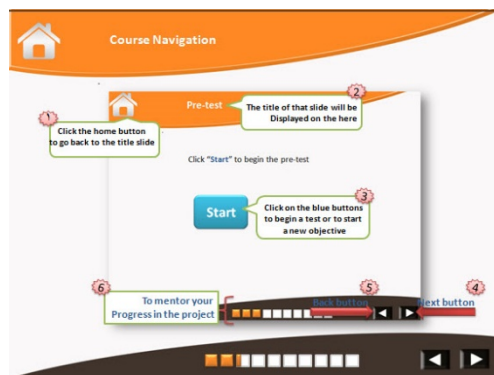 Course Navigation
Pre-test
2
The title of that slide will be
Displayed on the here
١
Click the home button
to go back to the title slide
Click "Start" to begin the pre-test
Start
3
Click on the blue buttons
to begin a test or to start
a new objective
6
To mentor your
Progress in the project
5
Back button
4
Next button